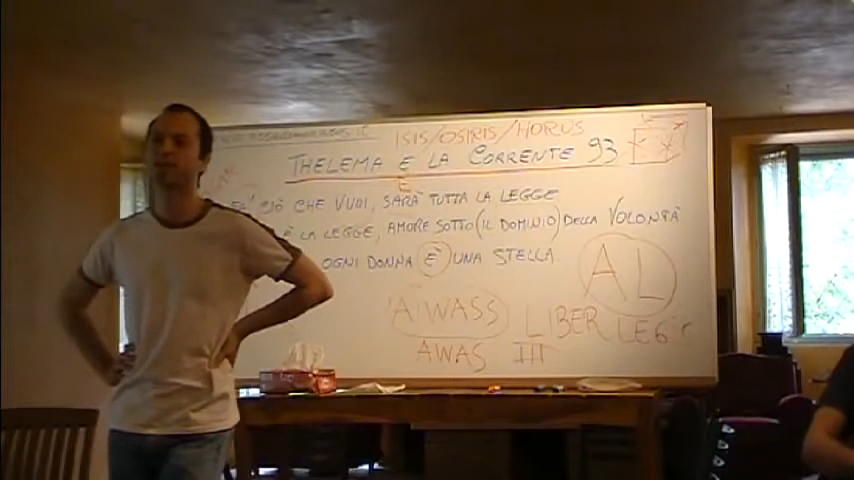 ISIS/OSIRIS/HORUS
THELEMA E LA CORRENTE 93
E
CIÒ CHE VUOI, SARÀ TUTTA LA LEGGE
È LA LEGGE, AMORE SOTTO (IL DOMINIO) DELLA VOLONTÀ
OGNI DONNA È UNA STELLA.
AL
AIWASS LIBER LEGIS
AWAS III